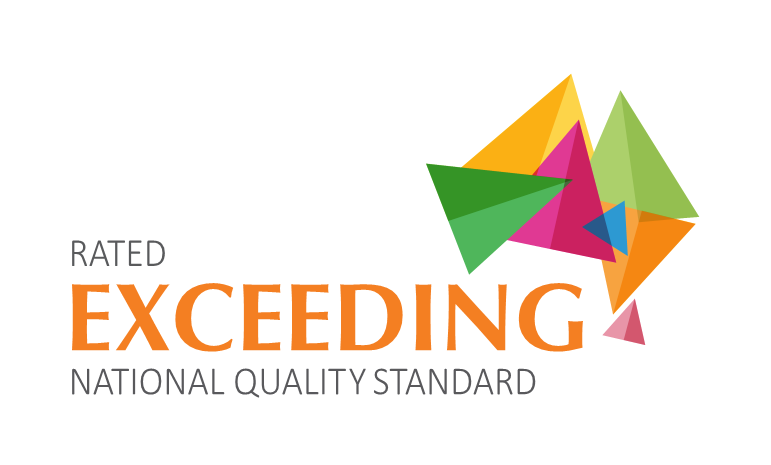 RATED
EXCEEDING
NATIONAL QUALITY STANDARD